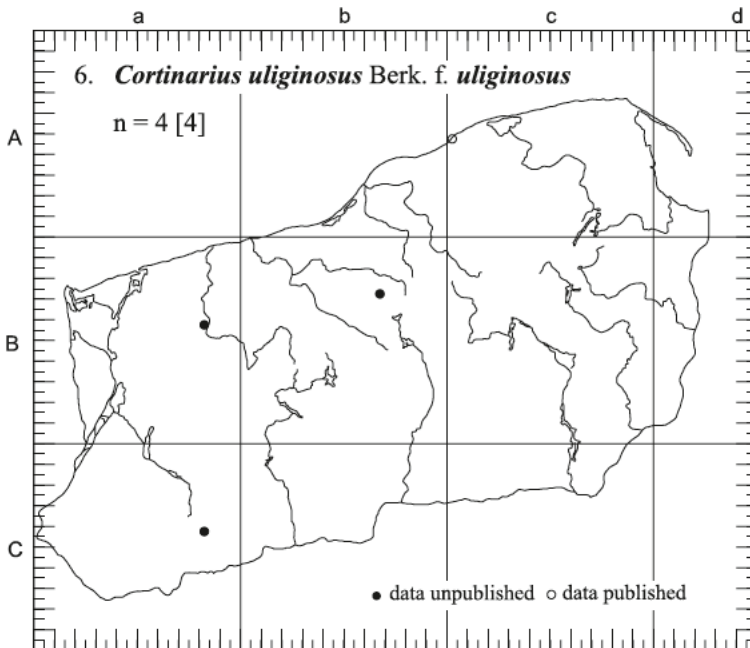 a b c d
6. Cortinarius uliginosus Berk. f. uliginosus
n = 4 [4]
A
B
C
data unpublished data published